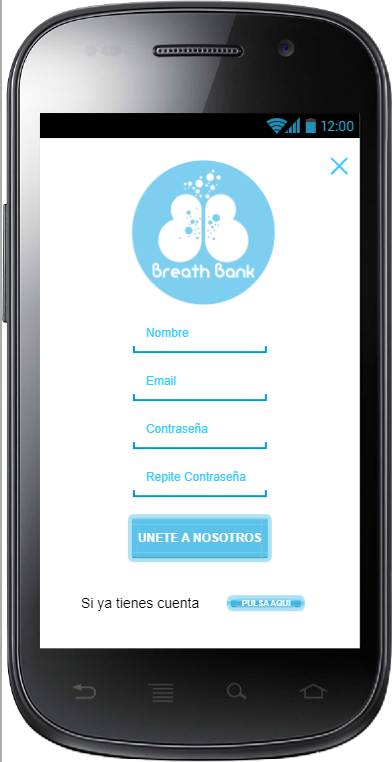 12:00
Breath Bank
Nombre
Email
Contraseña
Repite Contraseña
UNETE A NOSOTROS
Si ya tienes cuenta PULSA AQUI